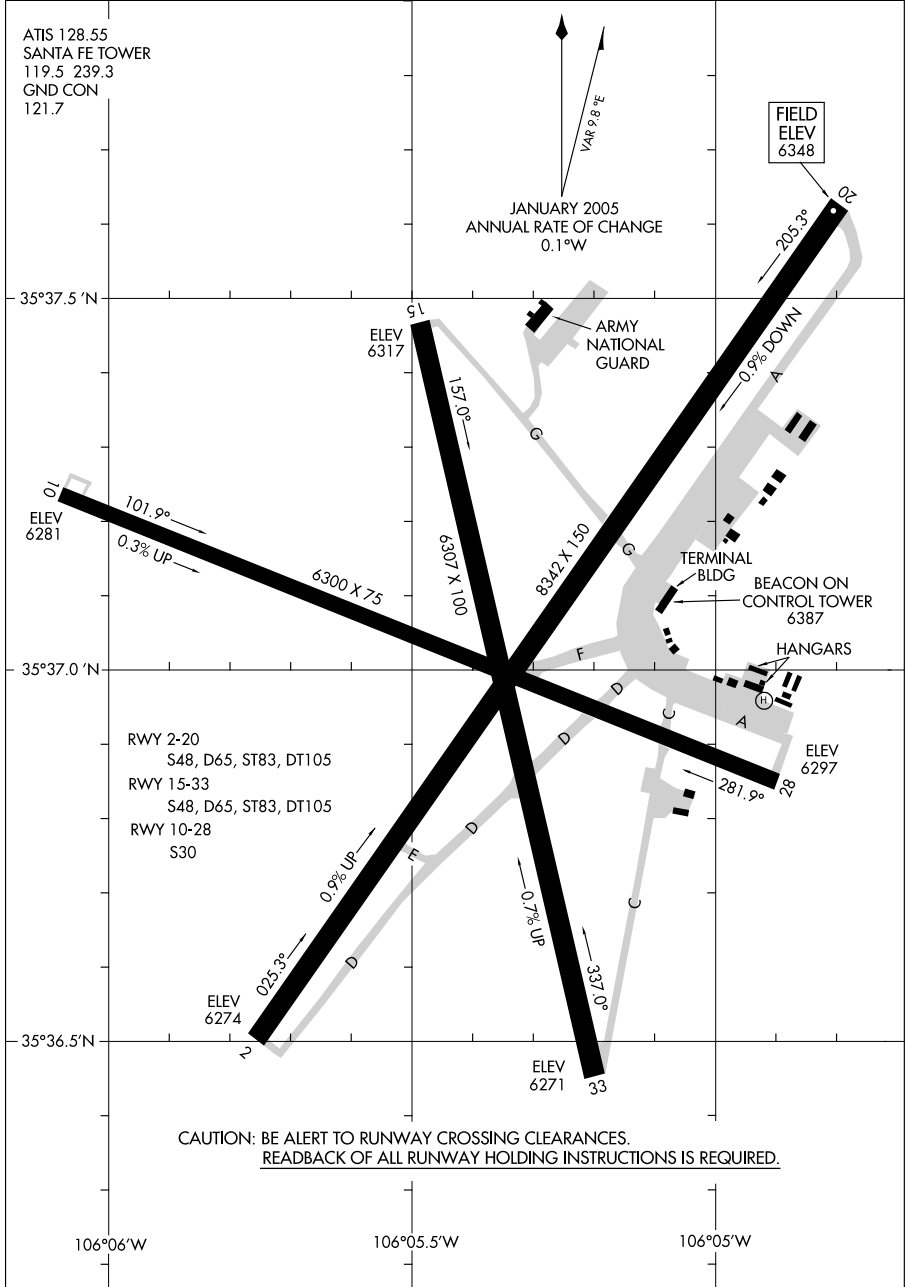 ATIS 128.55
SANTA FE TOWER
119.5 239.3
GND CON
121.7
VAR 9.8 °E
JANUARY 2005
ANNUAL RATE OF CHANGE
0.1°W
FIELD
ELEV
6348
20
205.3°
0.9% DOWN
A
35°37.5 'N
15
ELEV
6317
157.0°
ARMY
NATIONAL
GUARD
G
G
10
ELEV
6281
101.9°
0.3% UP
6300 X 75
6307 X 100
8342 X 150
TERMINAL
BLDG
BEACON ON
CONTROL TOWER
6387
HANGARS
H
35°37.0 'N
F
D
D
C
A
ELEV
6297
28
281.9°
RWY 2-20
S48, D65, ST83, DT105
RWY 15-33
S48, D65, ST83, DT105
RWY 10-28
S30
D
E
0.9% UP
0.7% UP
C
D
025.3°
337.0°
ELEV
6274
2
35°36.5'N
ELEV
6271
33
CAUTION: BE ALERT TO RUNWAY CROSSING CLEARANCES.
READBACK OF ALL RUNWAY HOLDING INSTRUCTIONS IS REQUIRED.
106°06'W
106°05.5'W
106°05'W